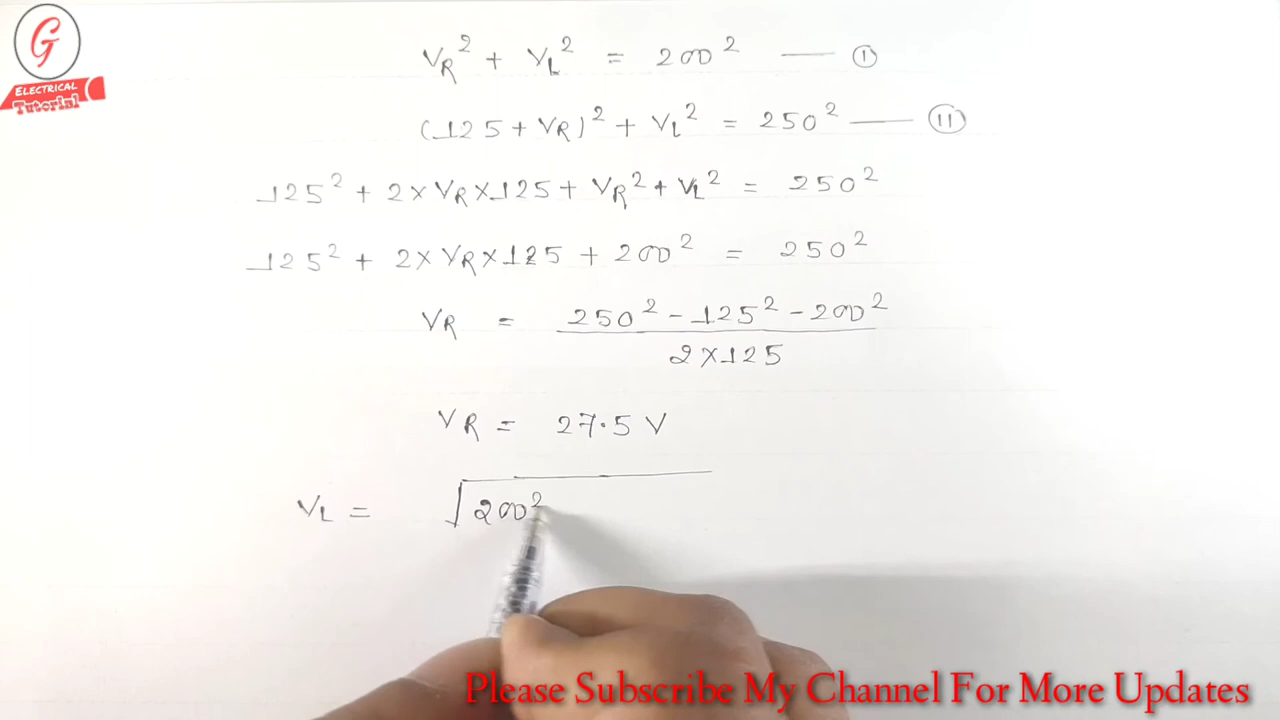 G
ELECTRICAL
Tutorial
VR² + VL² = 200² — I
(125 + VR)² + VL² = 250² — II
125² + 2 × VR × 125 + VR² + VL² = 250²
125² + 2 × VR × 125 + 200² = 250²
VR = 250² - 125² - 200²
2 × 125
VR = 27.5 V
VL = √200²
Please Subscribe My Channel For More Updates